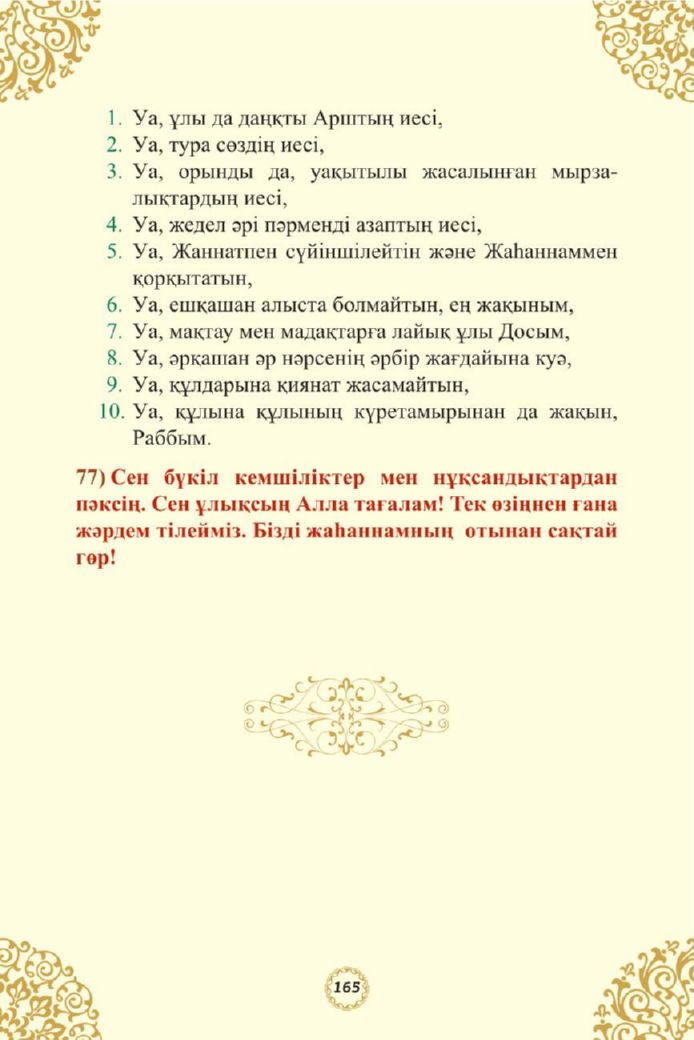 1. Уа, ұлы да даңқты Арштың иесі,
2. Уа, тура сөздің иесі,
3. Уа, орынды да, уақытылы жасалынған мырза-
лықтардың иесі,
4. Уа, жедел әрі пәрменді азаптың иесі,
5. Уа, Жаннатпен сүйіншілейтін және Жаһаннаммен
қорқытатын,
6. Уа, ешқашан алыста болмайтын, ең жақыным,
7. Уа, мақтау мен мадақтарға лайық ұлы Досым,
8. Уа, әрқашан әр нәрсенің әрбір жағдайына куә,
9. Уа, құлдарына қиянат жасамайтын,
10. Уа, құлына құлының күретамырынан да жақын,
Раббым.
77) Сен бүкіл кемшіліктер мен нұқсандықтардан
пәксің. Сен ұлықсың Алла тағалам! Тек өзіңнен ғана
жәрдем тілейміз. Бізді жаһаннамның отынан сақтай
гөр!
165